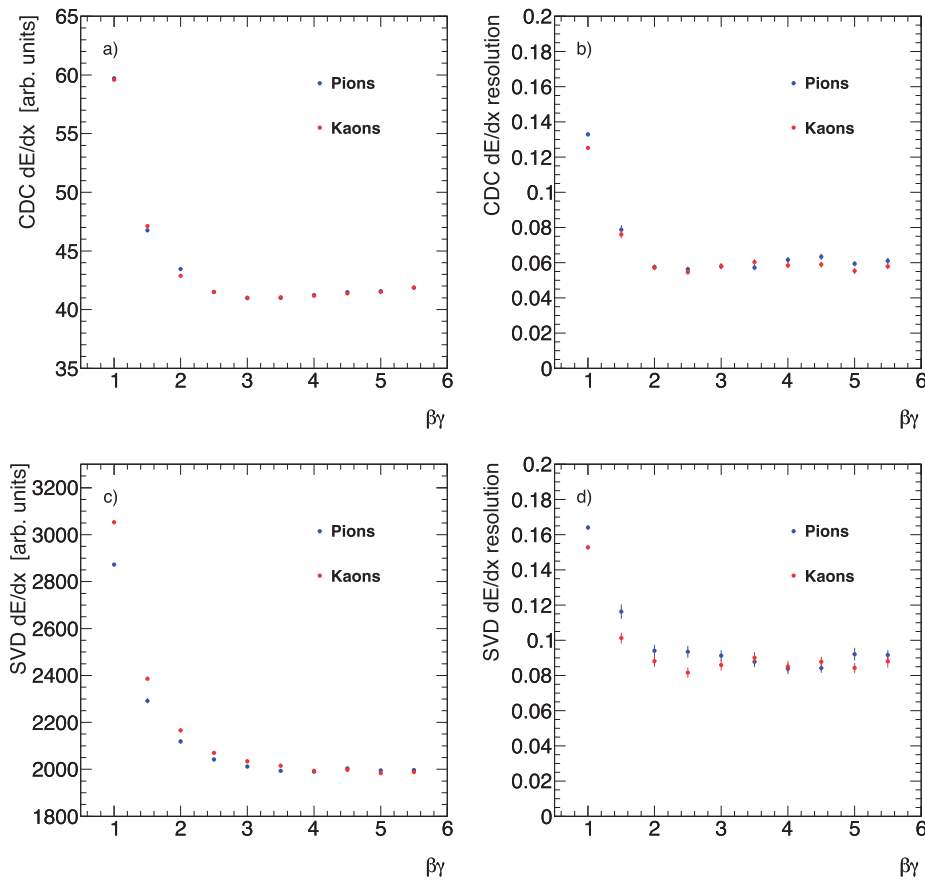 a)
CDC dE/dx [arb. units]
65
60
55
50
45
40
35
Pions
Kaons
1 2 3 4 5 6
βγ
b)
CDC dE/dx resolution
0.2
0.18
0.16
0.14
0.12
0.1
0.08
0.06
0.04
0.02
0
Pions
Kaons
1 2 3 4 5 6
βγ
c)
SVD dE/dx [arb. units]
3200
3000
2800
2600
2400
2200
2000
1800
Pions
Kaons
1 2 3 4 5 6
βγ
d)
SVD dE/dx resolution
0.2
0.18
0.16
0.14
0.12
0.1
0.08
0.06
0.04
0.02
0
Pions
Kaons
1 2 3 4 5 6
βγ